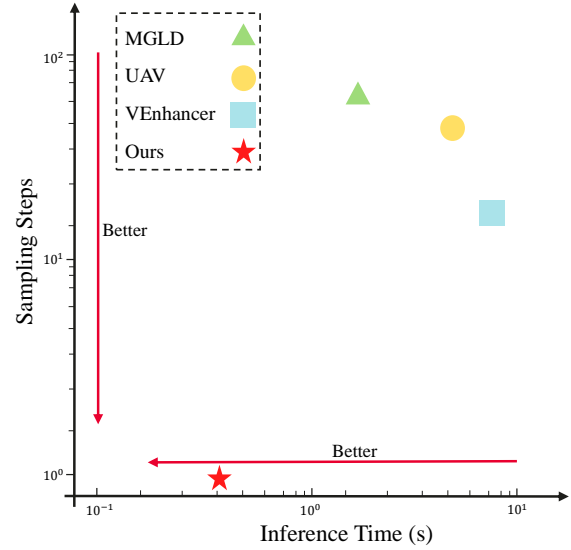 MGLD
UAV
VEnhancer
Ours
Better
Better
Sampling Steps
10²
10¹
10⁰
10⁻¹
10⁰
10¹
Inference Time (s)